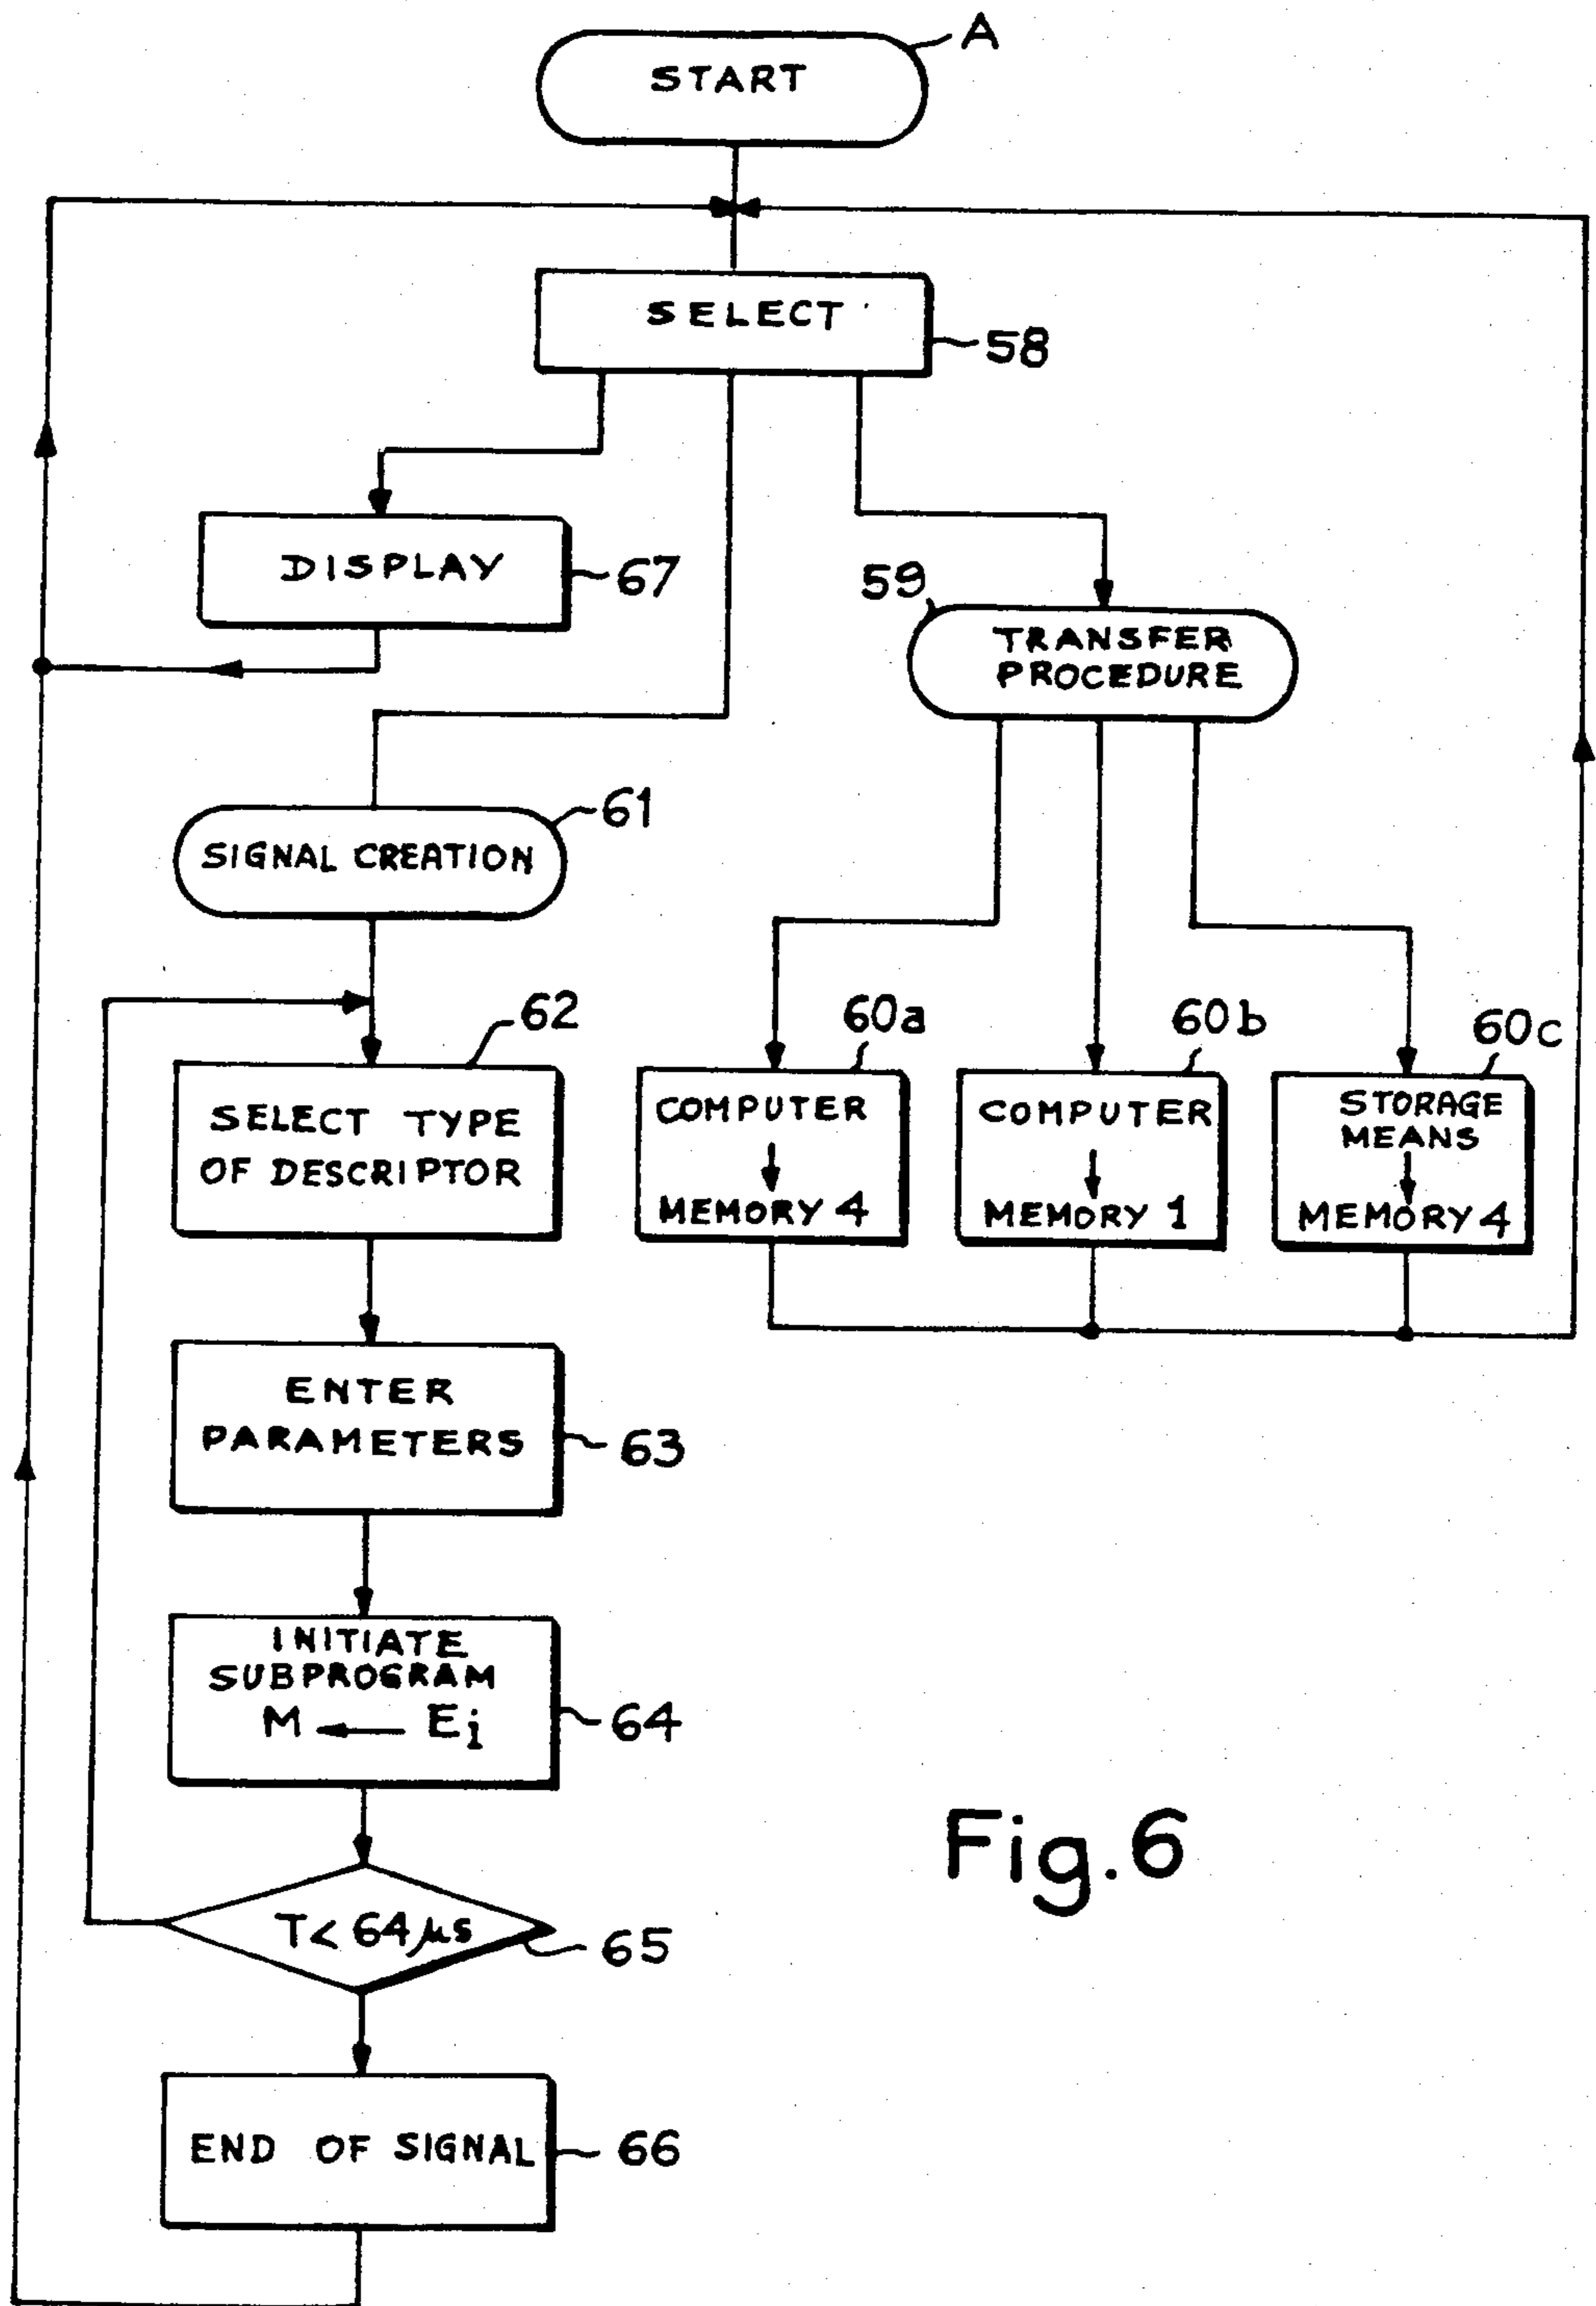 A
START
SELECT
58
DISPLAY
67
59
TRANSFER
PROCEDURE
61
SIGNAL CREATION
62
60a
60b
60c
SELECT TYPE
OF DESCRIPTOR
COMPUTER
↓
MEMORY 4
COMPUTER
↓
MEMORY 1
STORAGE
MEANS
↓
MEMORY 4
ENTER
PARAMETERS
63
INITIATE
SUBPROGRAM
M ← Ei
64
T< 64 µs
65
END OF SIGNAL
66
Fig.6